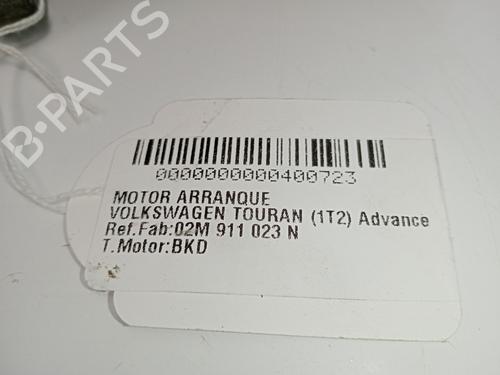 B-PARTS
0000000000400723
MOTOR ARRANQUE
VOLKSWAGEN TOURAN (1T2) Advance
Ref.Fab:02M 911 023 N
T.Motor:BKD